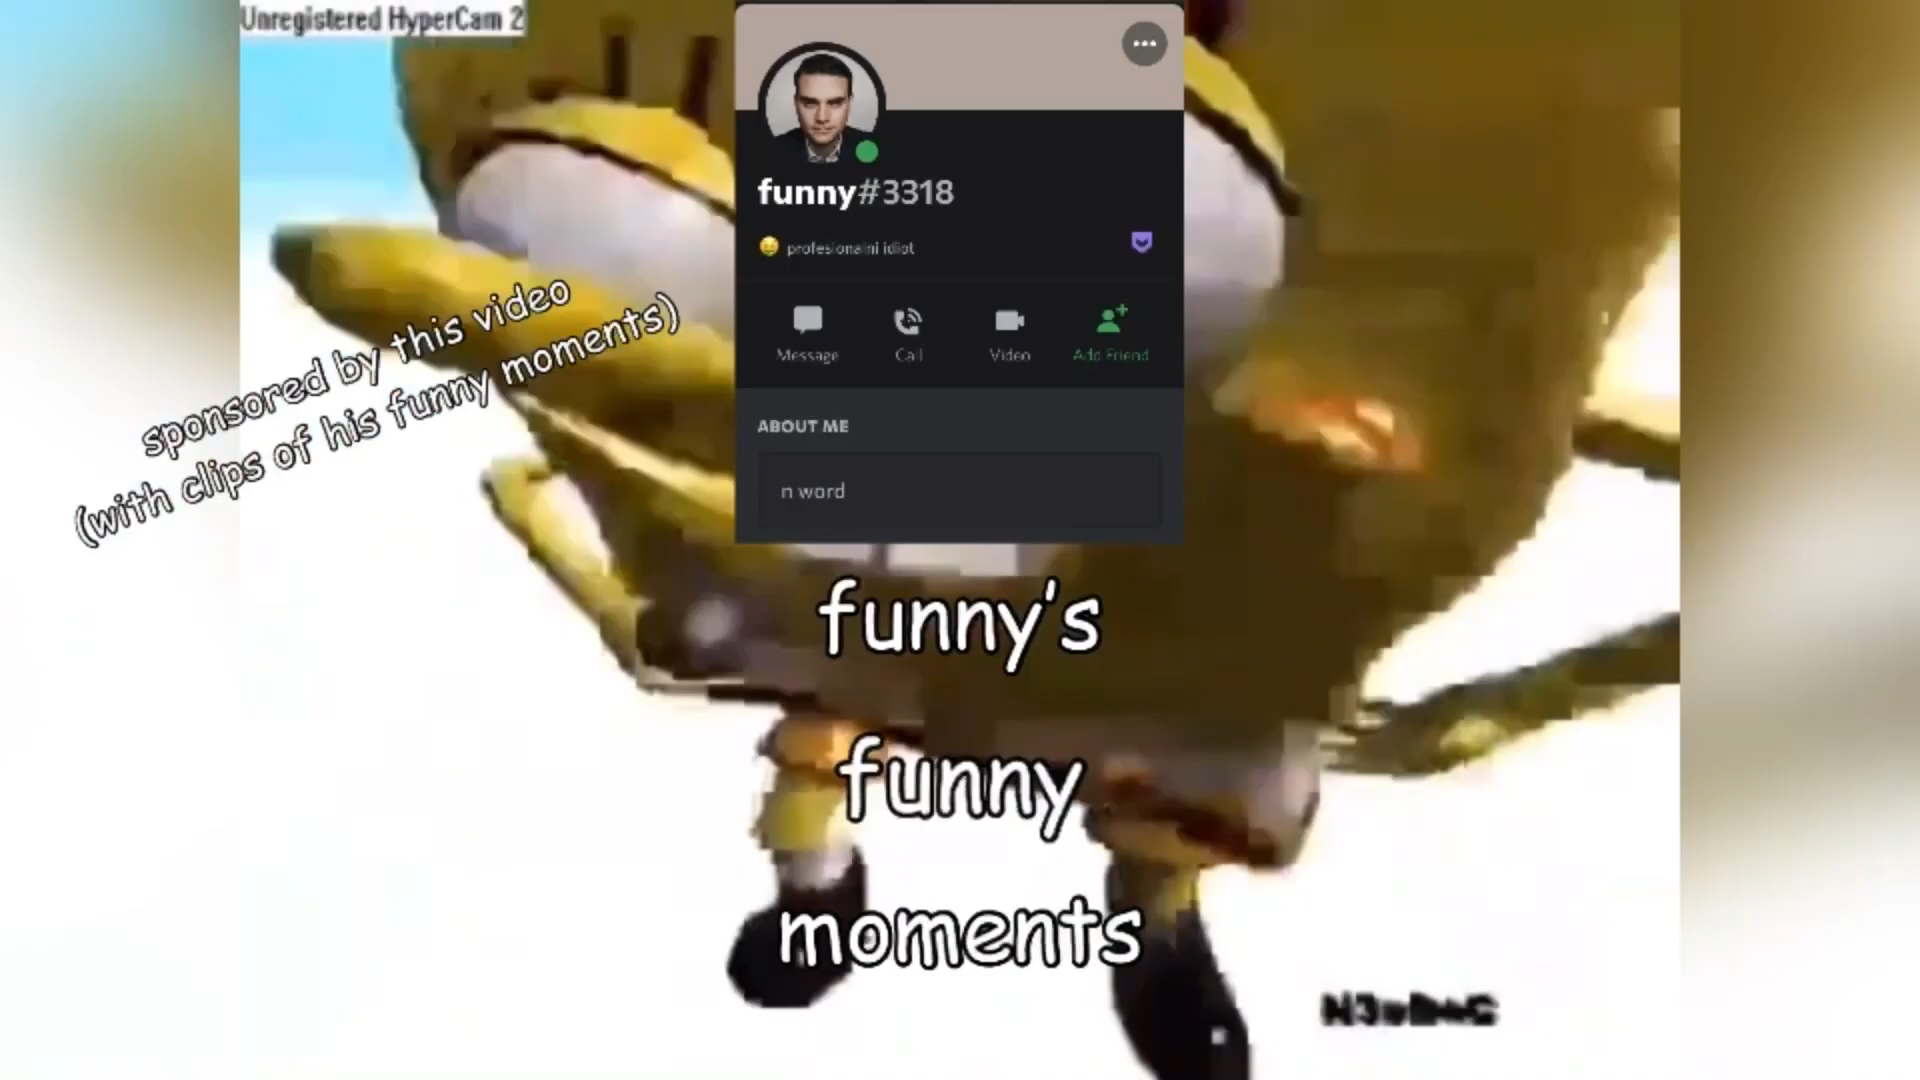 Unregistered HyperCam 2
funny#3318
profesionalni idiot
Message
Call
Video
Add Friend
ABOUT ME
n word
sponsored by this video
(with clips of his funny moments)
funny's
funny
moments